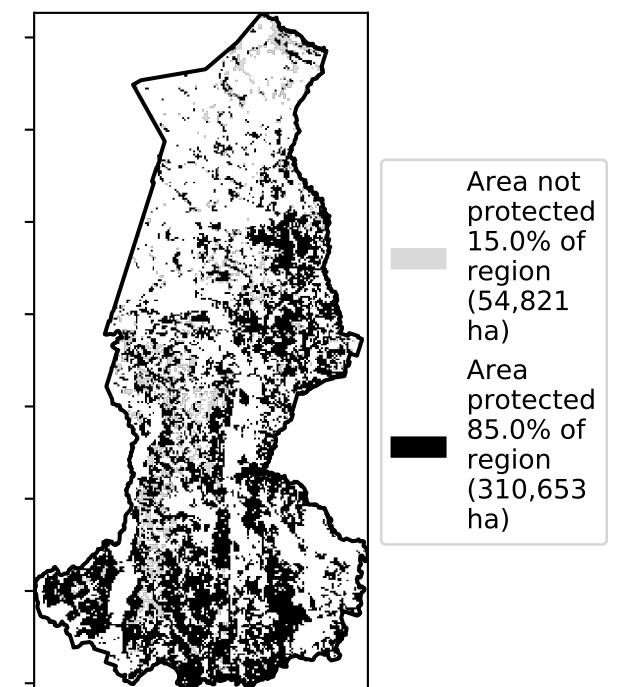 Area not
protected
15.0% of
region
(54,821
ha)
Area
protected
85.0% of
region
(310,653
ha)